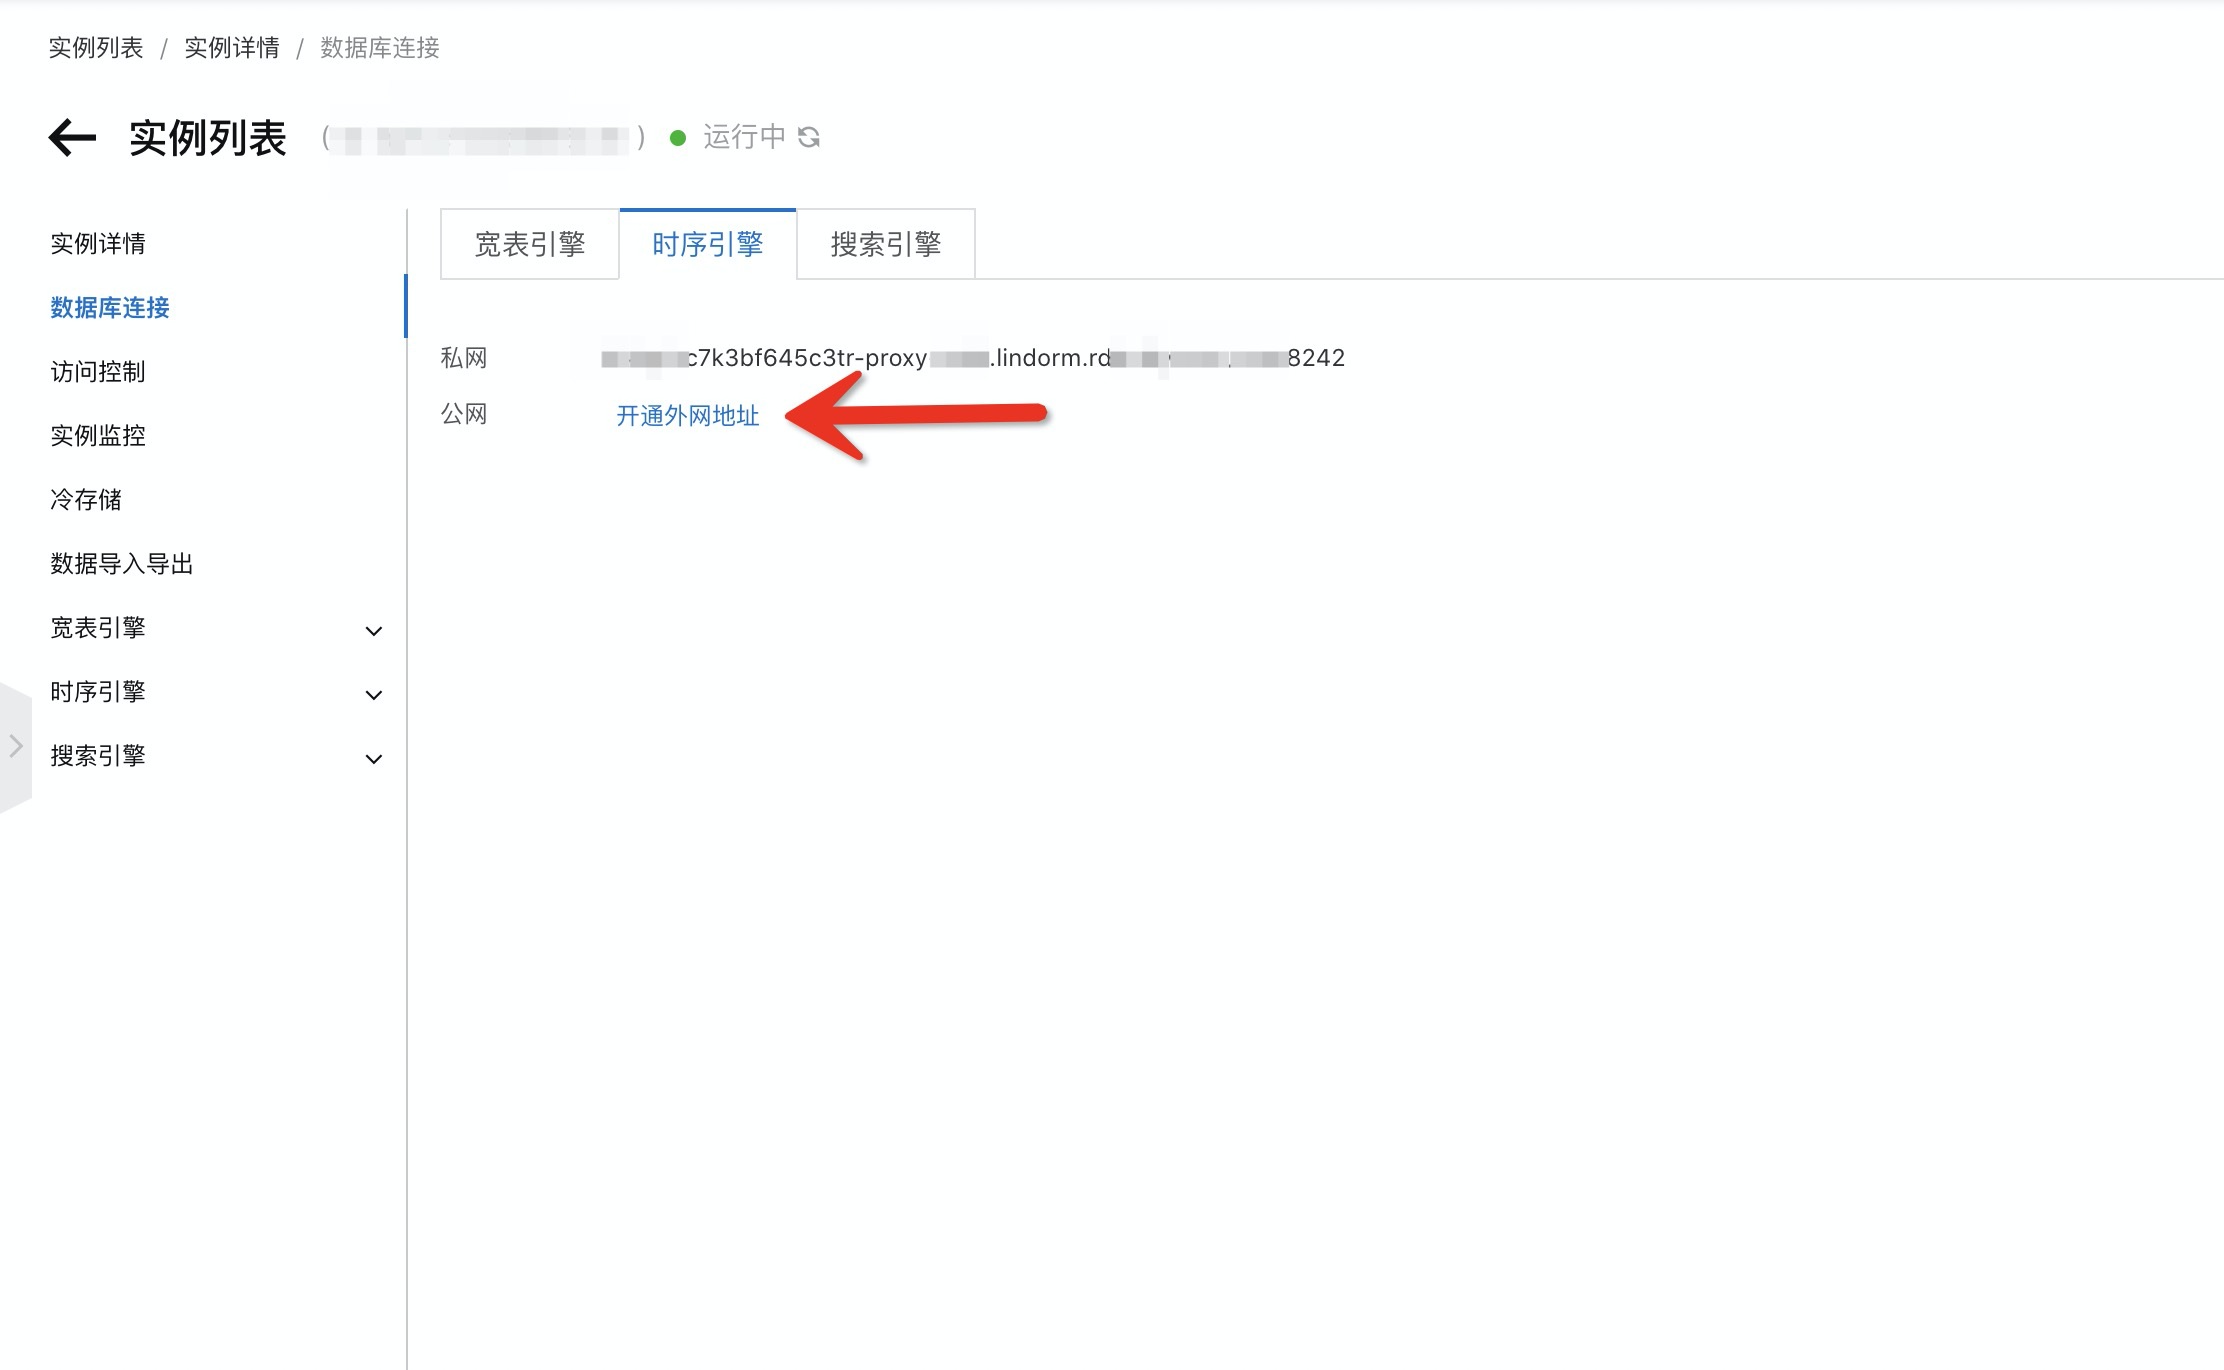 实例列表 / 实例详情 / 数据库连接
实例列表 ( ) 运行中
实例详情
数据库连接
访问控制
实例监控
冷存储
数据导入导出
宽表引擎
时序引擎
搜索引擎
宽表引擎 时序引擎 搜索引擎
私网 c7k3bf645c3tr-proxy .lindorm.rd 8242
公网 开通外网地址